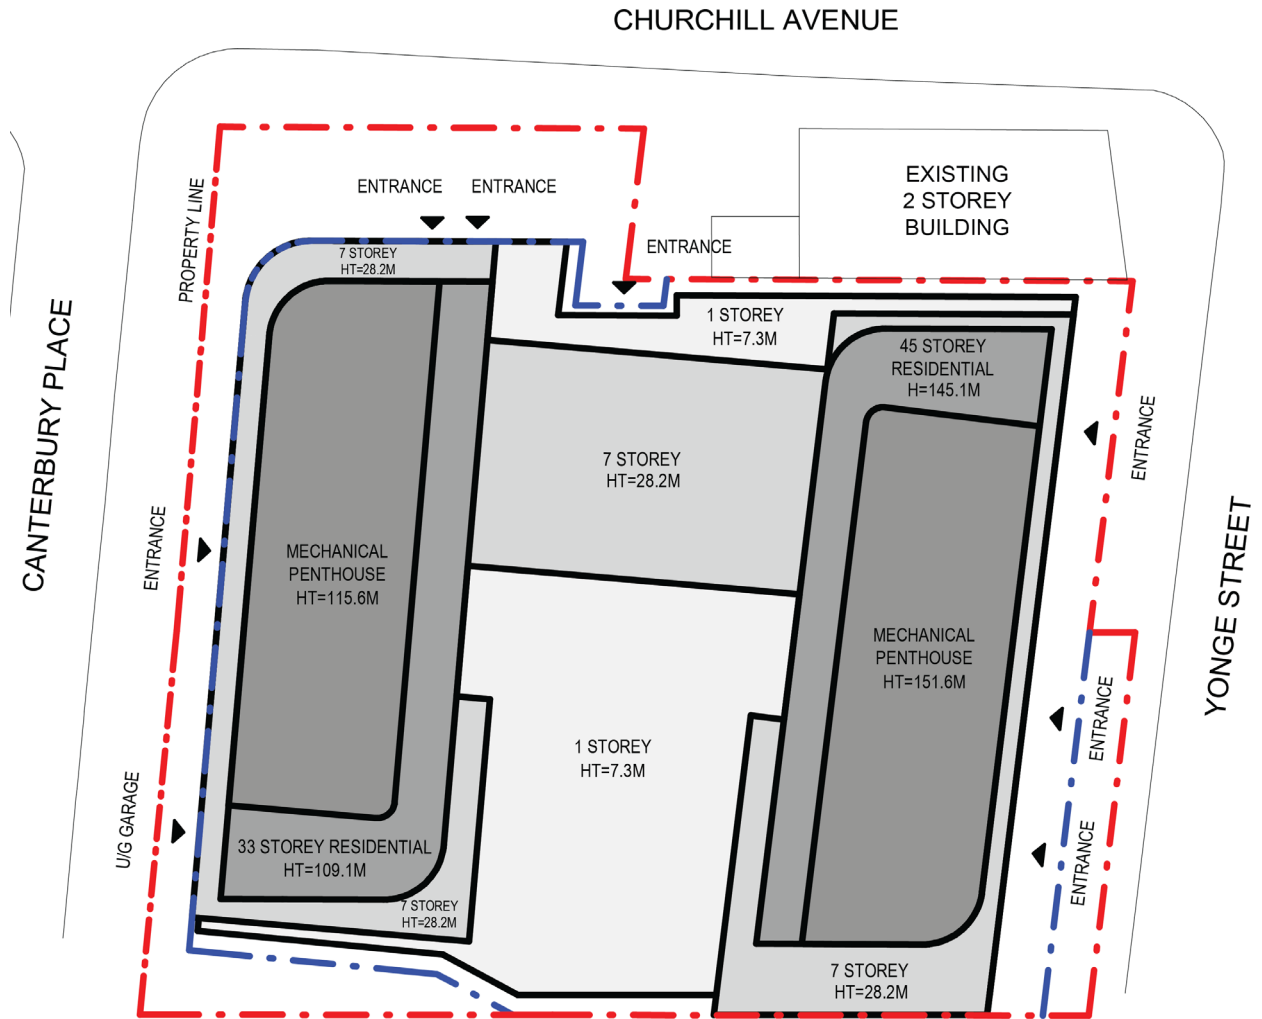 CHURCHILL AVENUE
EXISTING
2 STOREY
BUILDING
ENTRANCE
ENTRANCE
PROPERTY LINE
ENTRANCE
7 STOREY
HT=28.2M
1 STOREY
HT=7.3M
45 STOREY
RESIDENTIAL
H=145.1M
CANTERBURY PLACE
ENTRANCE
7 STOREY
HT=28.2M
ENTRANCE
MECHANICAL
PENTHOUSE
HT=115.6M
YONGE STREET
MECHANICAL
PENTHOUSE
HT=151.6M
ENTRANCE
1 STOREY
HT=7.3M
U/G GARAGE
33 STOREY RESIDENTIAL
HT=109.1M
ENTRANCE
7 STOREY
HT=28.2M
7 STOREY
HT=28.2M